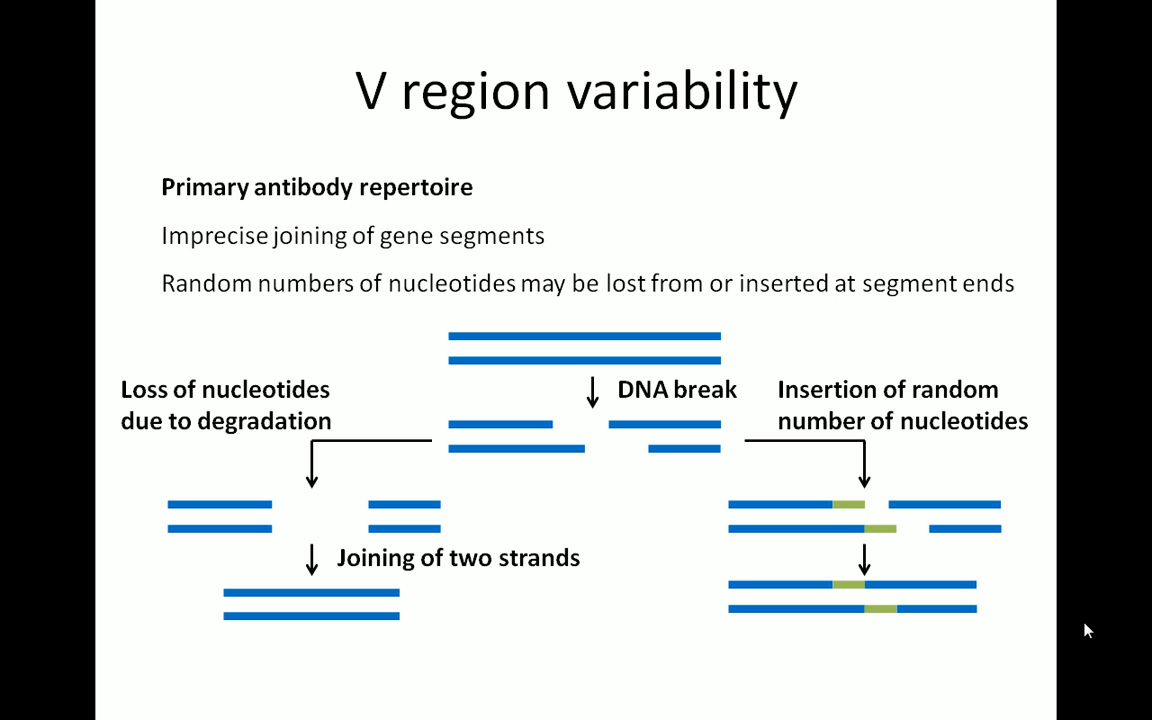 V region variability
Primary antibody repertoire
Imprecise joining of gene segments
Random numbers of nucleotides may be lost from or inserted at segment ends
Loss of nucleotides
due to degradation
DNA break
Insertion of random
number of nucleotides
Joining of two strands